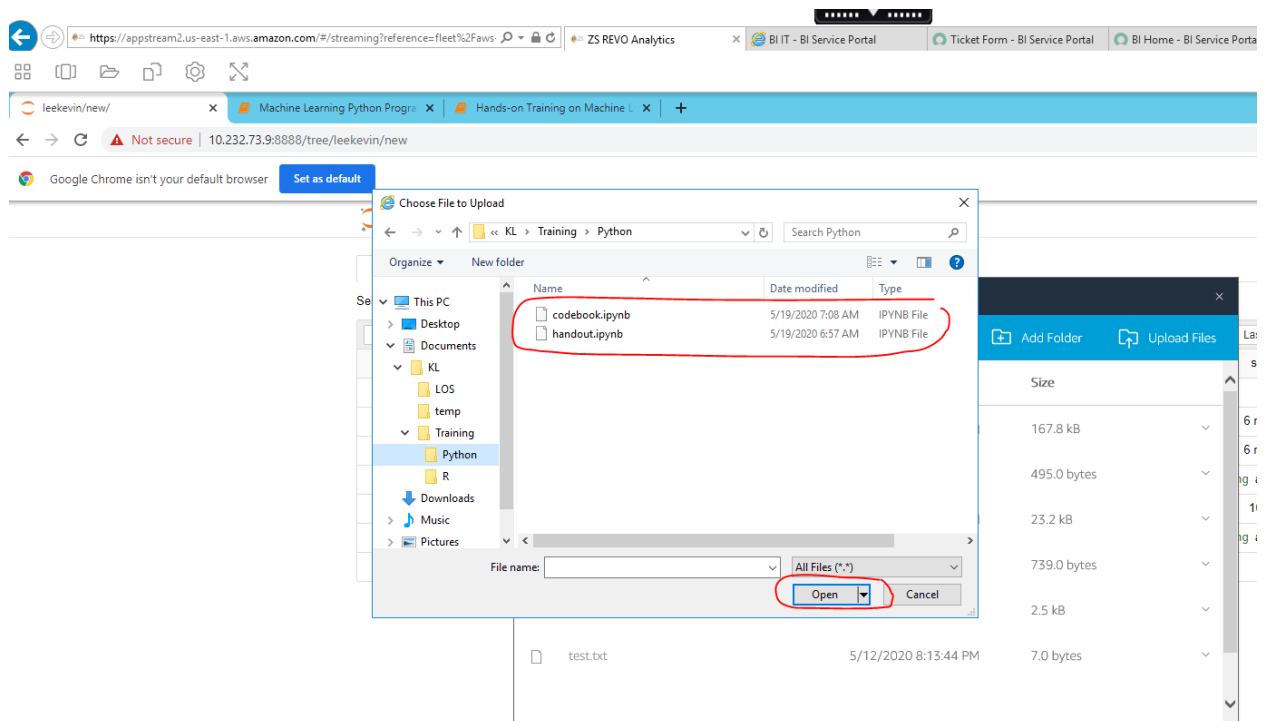 https://appstream2.us-east-1.aws.amazon.com/#/streaming?reference=fleet%2Faws-
ZS REVO Analytics
BI IT - BI Service Portal
Ticket Form - BI Service Portal
BI Home - BI Service Porta
leekevin/new/
Machine Learning Python Progra
Hands-on Training on Machine L
Not secure | 10.232.73.9:8888/tree/leekevin/new
Google Chrome isn't your default browser
Set as default
Choose File to Upload
« KL > Training > Python
Search Python
Organize
New folder
Se
This PC
Desktop
Documents
KL
LOS
temp
Training
Python
R
Downloads
Music
Pictures
Name
Date modified
Type
codebook.ipynb
5/19/2020 7:08 AM
IPYNB File
handout.ipynb
5/19/2020 6:57 AM
IPYNB File
File name:
All Files (*.*)
Open
Cancel
Add Folder
Upload Files
Size
167.8 kB
495.0 bytes
23.2 kB
739.0 bytes
2.5 kB
test.txt
5/12/2020 8:13:44 PM
7.0 bytes
La
s
6 r
6 r
ng a
1
ng a